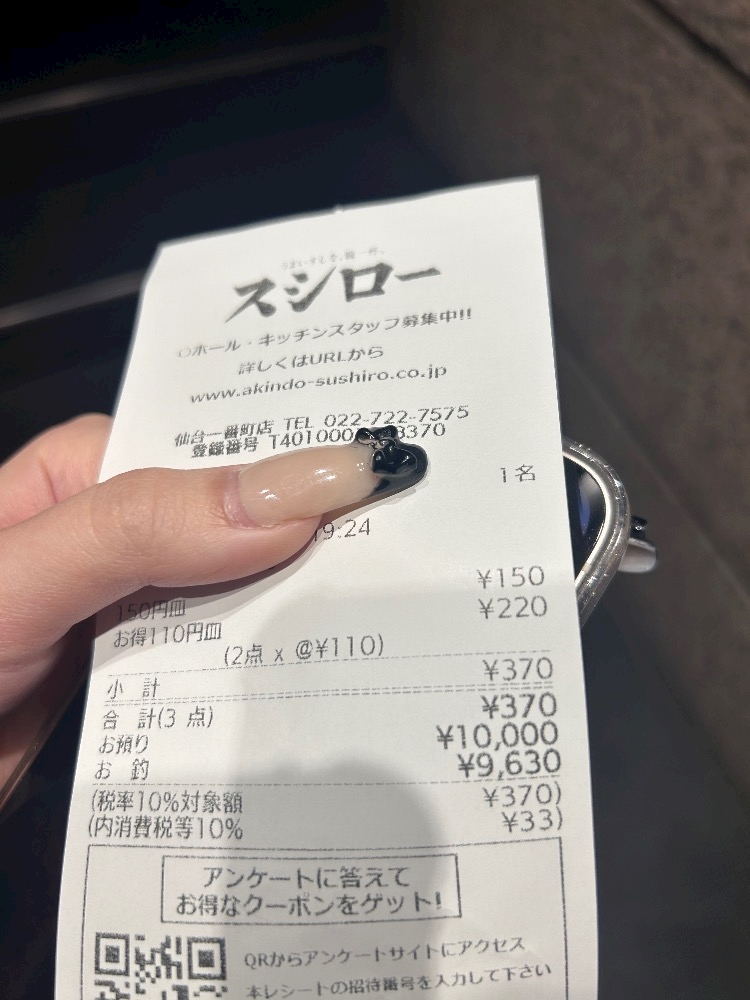 うまいすしを、腹一杯。
スシロー
○ホール・キッチンスタッフ募集中!!
詳しくはURLから
www.akindo-sushiro.co.jp
仙台一番町店 TEL 022-722-7575
登録番号 T401000 3370
1名
19:24
150円皿 ¥150
お得110円皿 ¥220
(2点 x @¥110)
小 計 ¥370
合 計(3 点) ¥370
お預り ¥10,000
お 釣 ¥9,630
(税率10%対象額 ¥370)
(内消費税等10% ¥33)
アンケートに答えて
お得なクーポンをゲット!
QRからアンケートサイトにアクセス
本レシートの招待番号を入力して下さい